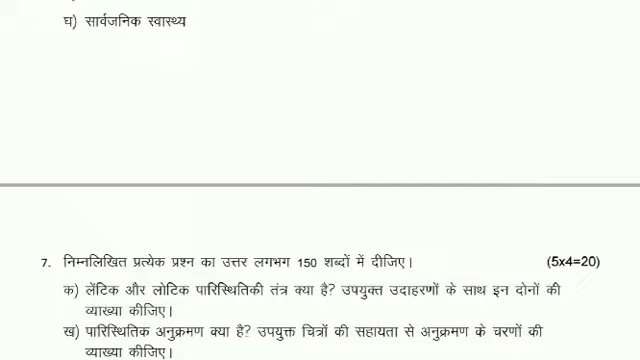 घ) सार्वजनिक स्वास्थ्य
7. निम्नलिखित प्रत्येक प्रश्न का उत्तर लगभग 150 शब्दों में दीजिए। (5x4=20)
क) लेंटिक और लोटिक पारिस्थितिकी तंत्र क्या है? उपयुक्त उदाहरणों के साथ इन दोनों की
व्याख्या कीजिए।
ख) पारिस्थितिक अनुक्रमण क्या है? उपयुक्त चित्रों की सहायता से अनुक्रमण के चरणों की
व्याख्या कीजिए।